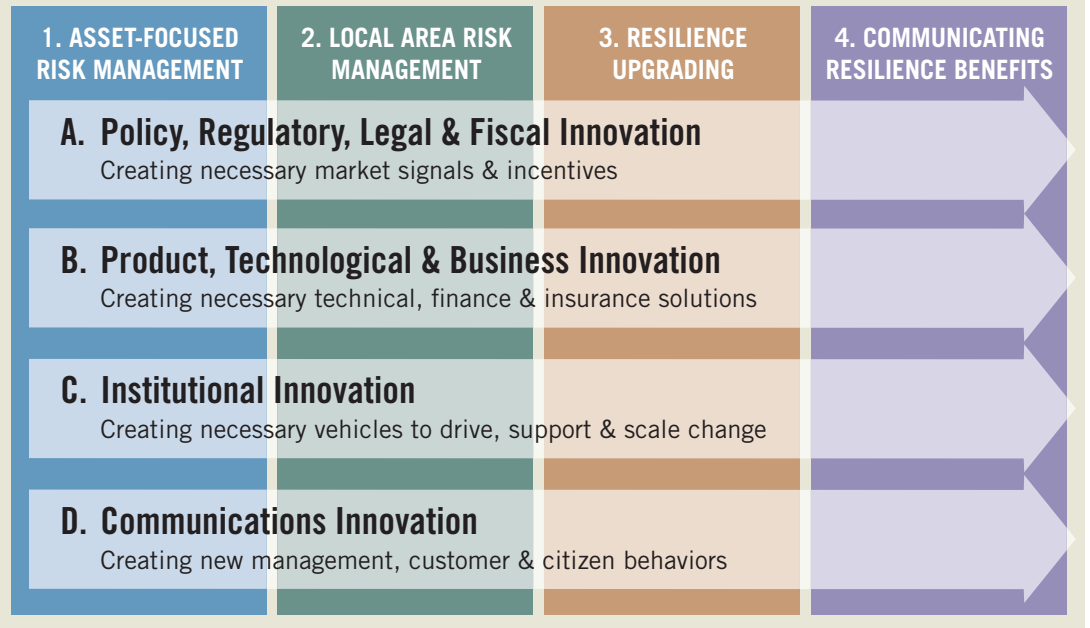 1. ASSET-FOCUSED
RISK MANAGEMENT
2. LOCAL AREA RISK
MANAGEMENT
3. RESILIENCE
UPGRADING
4. COMMUNICATING
RESILIENCE BENEFITS
A. Policy, Regulatory, Legal & Fiscal Innovation
Creating necessary market signals & incentives
B. Product, Technological & Business Innovation
Creating necessary technical, finance & insurance solutions
C. Institutional Innovation
Creating necessary vehicles to drive, support & scale change
D. Communications Innovation
Creating new management, customer & citizen behaviors